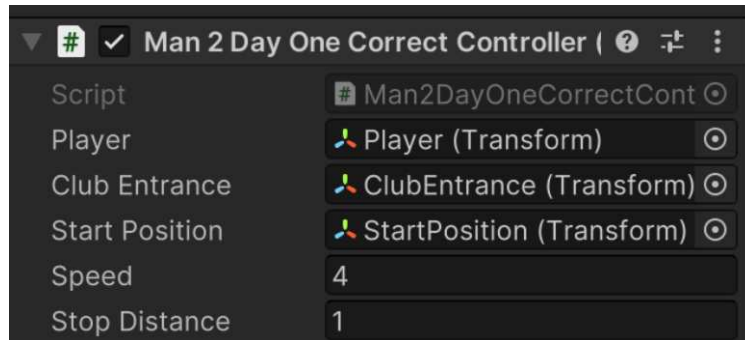 # Man 2 Day One Correct Controller (
Script # Man2DayOneCorrectCont
Player Player (Transform)
Club Entrance ClubEntrance (Transform)
Start Position StartPosition (Transform)
Speed 4
Stop Distance 1